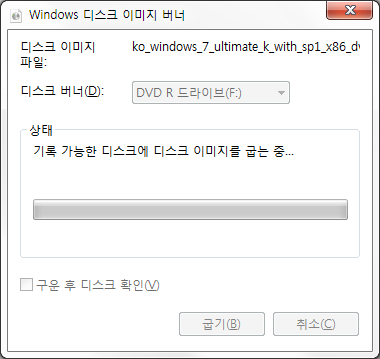 Windows 디스크 이미지 버너
디스크 이미지 ko_windows_7_ultimate_k_with_sp1_x86_dv
파일:
디스크 버너(D): DVD R 드라이브(F:)
상태
기록 가능한 디스크에 디스크 이미지를 굽는 중...
구운 후 디스크 확인(V)
굽기(B) 취소(C)